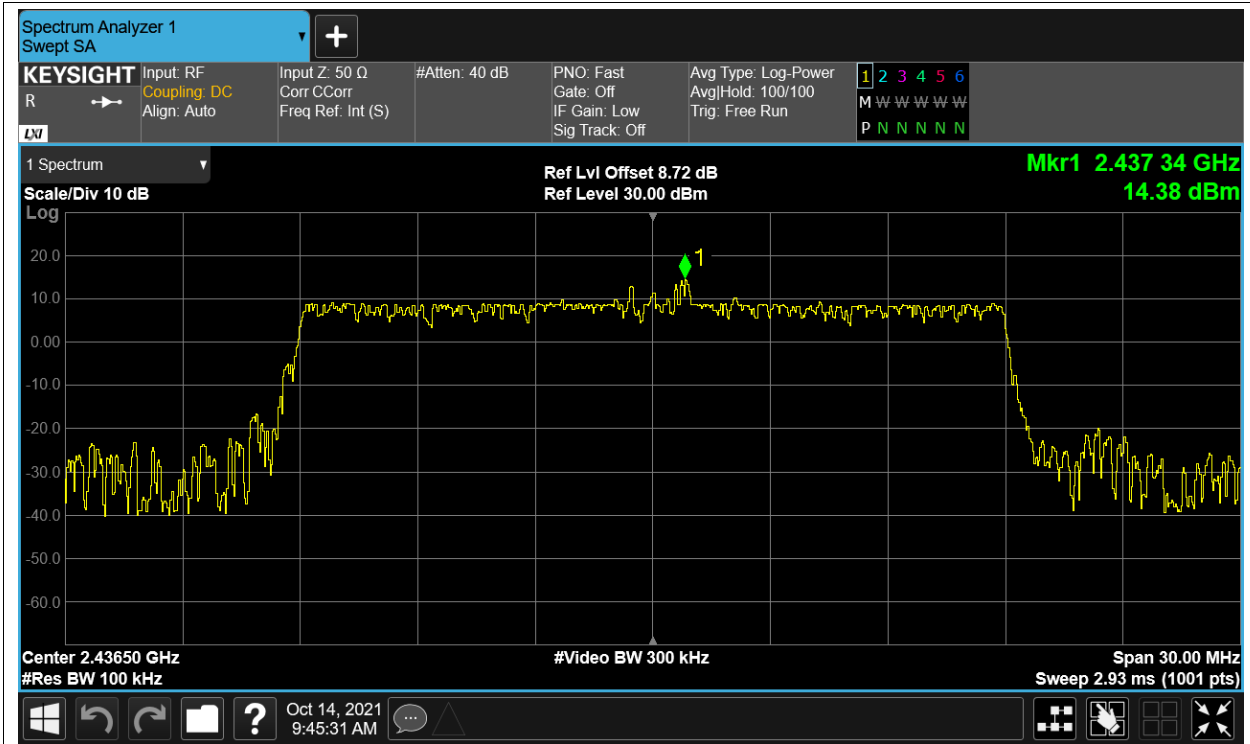 Spectrum Analyzer 1
Swept SA
+
KEYSIGHT
R
LXI
Input: RF
Coupling: DC
Align: Auto
Input Z: 50 Ω
Corr CCorr
Freq Ref: Int (S)
#Atten: 40 dB
PNO: Fast
Gate: Off
IF Gain: Low
Sig Track: Off
Avg Type: Log-Power
Avg|Hold: 100/100
Trig: Free Run
1 2 3 4 5 6
M W W W W W
P N N N N N
1 Spectrum
Scale/Div 10 dB
Log
Ref Lvl Offset 8.72 dB
Ref Level 30.00 dBm
Mkr1 2.437 34 GHz
14.38 dBm
1
20.0
10.0
0.00
-10.0
-20.0
-30.0
-40.0
-50.0
-60.0
Center 2.43650 GHz
#Res BW 100 kHz
#Video BW 300 kHz
Span 30.00 MHz
Sweep 2.93 ms (1001 pts)
?
Oct 14, 2021
9:45:31 AM